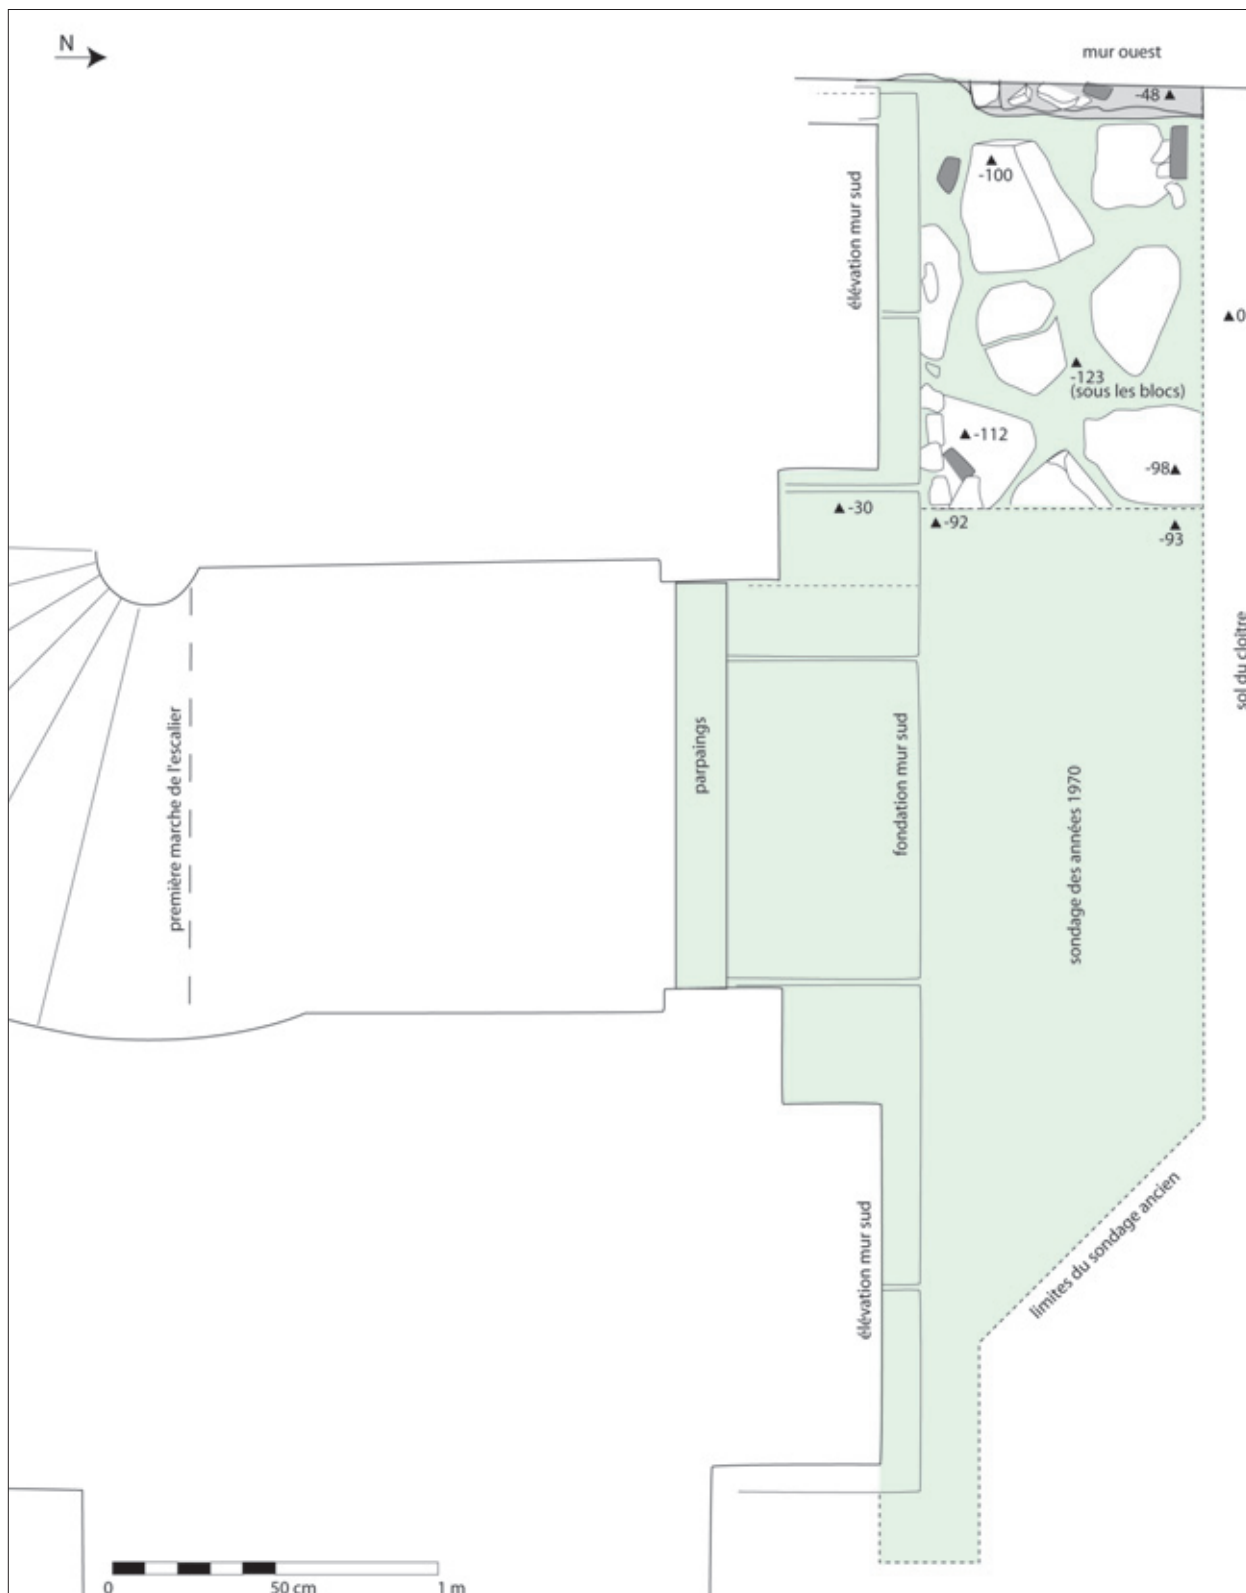 N
mur ouest
-48
-100
élévation mur sud
0
-123
(sous les blocs)
-112
-98
-30
-92
-93
sol du cloître
première marche de l'escalier
parpaings
fondation mur sud
sondage des années 1970
limites du sondage ancien
élévation mur sud
0
50 cm
1 m